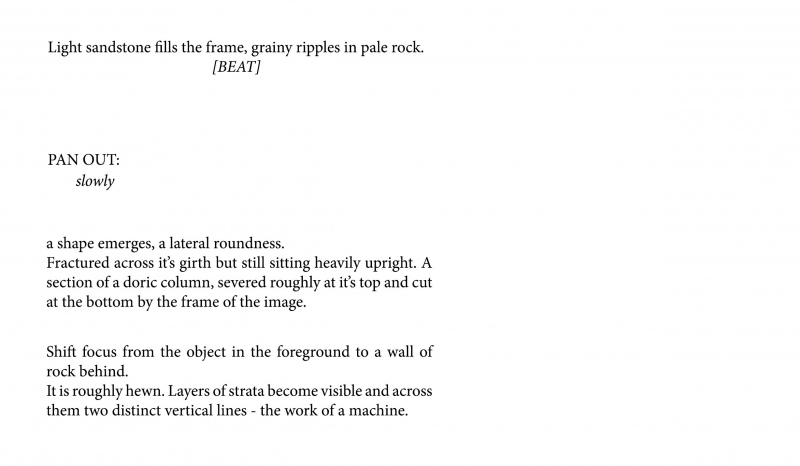 Light sandstone fills the frame, grainy ripples in pale rock.
[BEAT]
PAN OUT:
slowly
a shape emerges, a lateral roundness.
Fractured across it's girth but still sitting heavily upright. A
section of a doric column, severed roughly at it's top and cut
at the bottom by the frame of the image.
Shift focus from the object in the foreground to a wall of
rock behind.
It is roughly hewn. Layers of strata become visible and across
them two distinct vertical lines - the work of a machine.